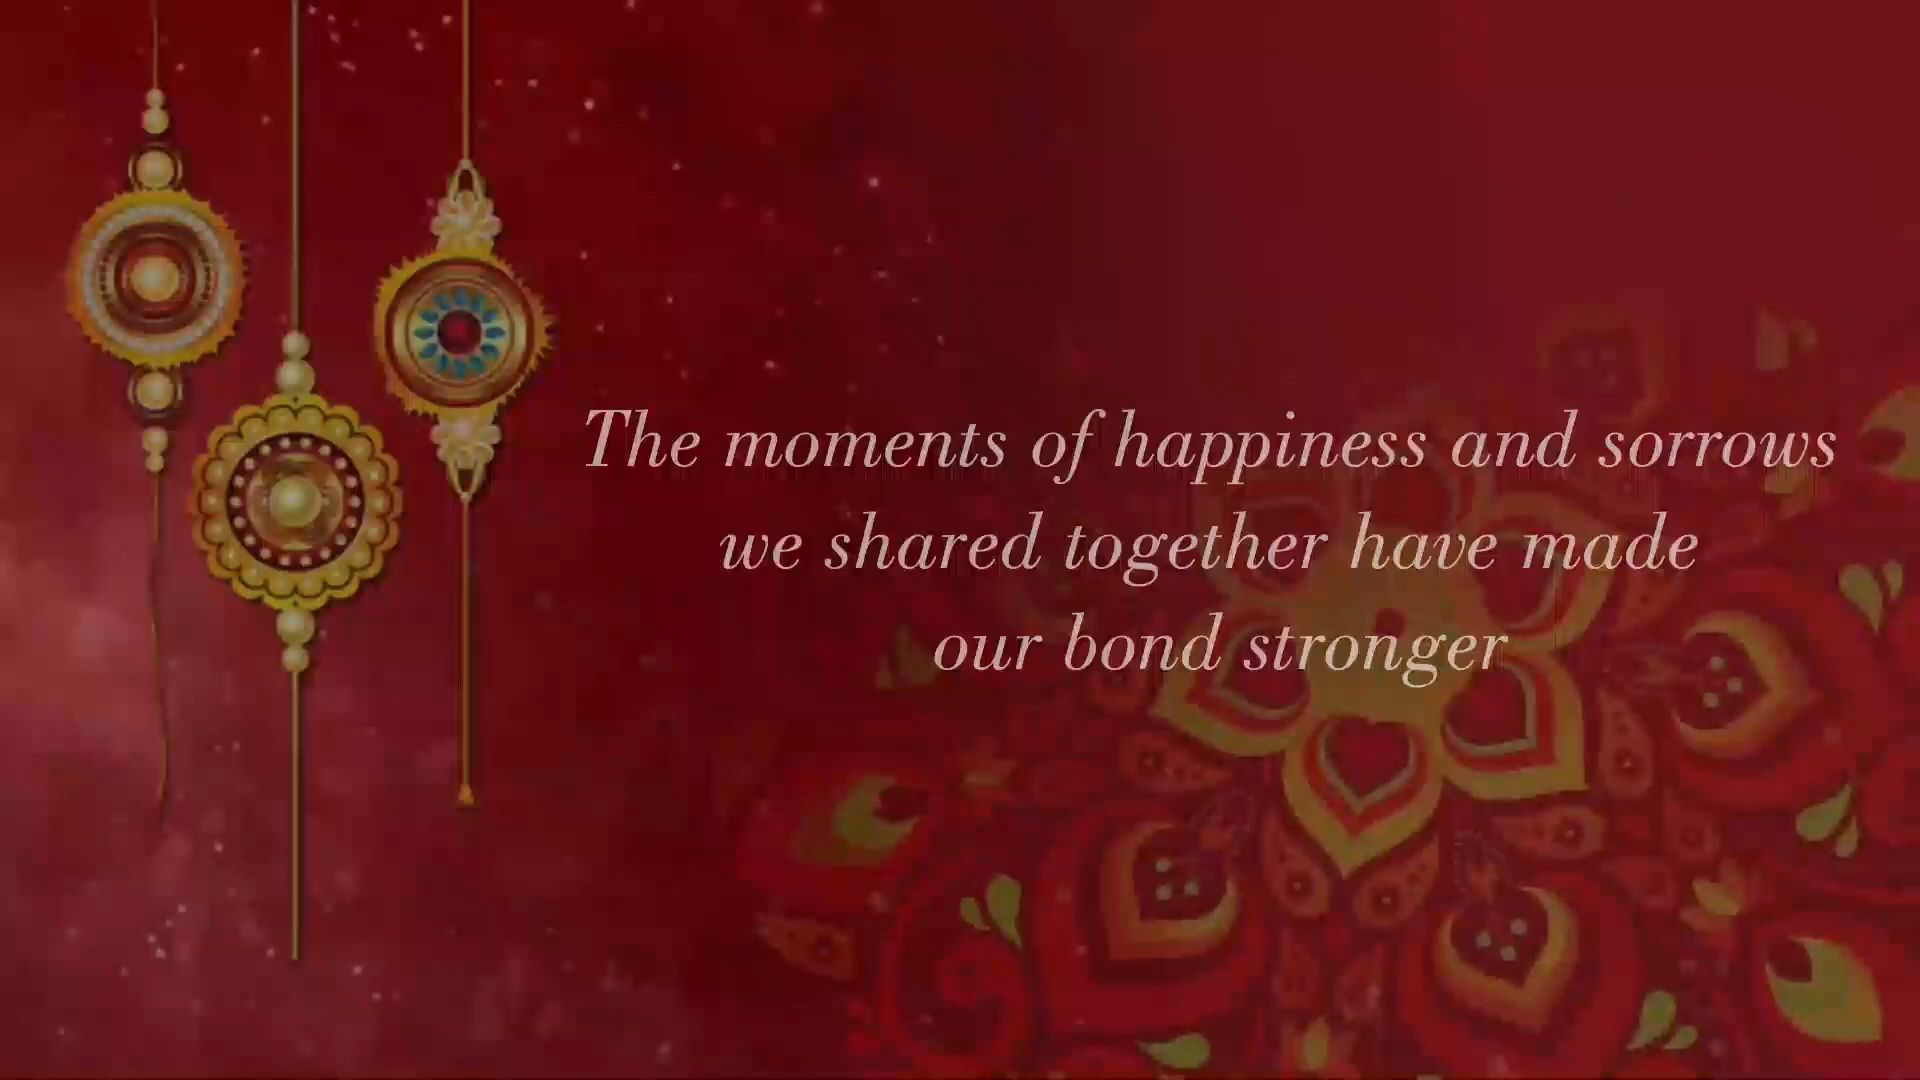 The moments of happiness and sorrows
we shared together have made
our bond stronger